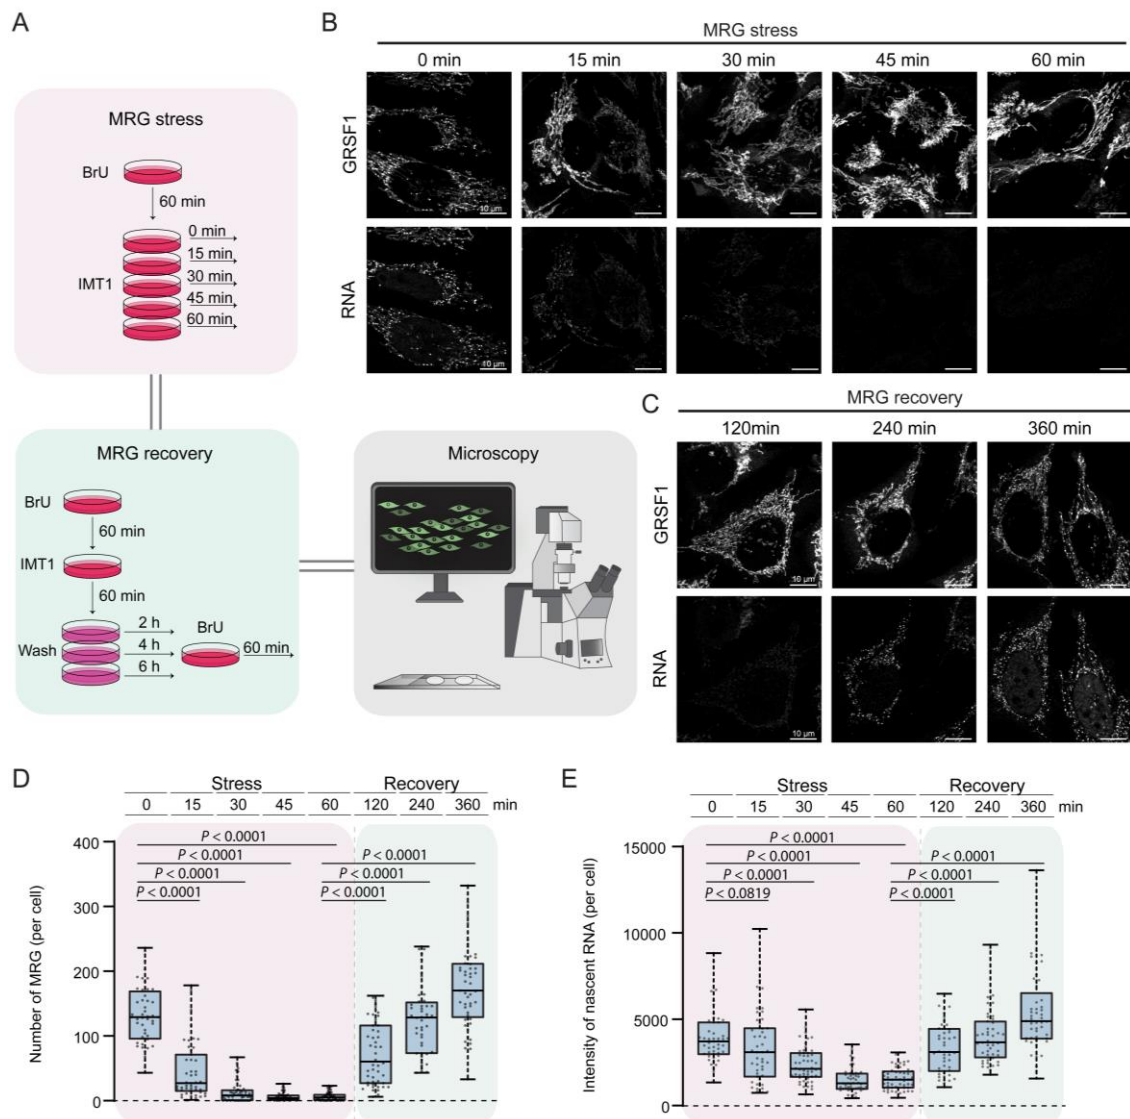 A
MRG stress
BrU
60 min
0 min
15 min
30 min
IMT1
45 min
60 min
MRG recovery
BrU
60 min
IMT1
60 min
2 h
BrU
Wash
4 h
60 min
6 h
Microscopy
B
MRG stress
0 min 15 min 30 min 45 min 60 min
GRSF1
10 µm
RNA
10 µm
C
MRG recovery
120min 240 min 360 min
GRSF1
10 µm
RNA
10 µm
D
Stress Recovery
0 15 30 45 60 120 240 360 min
P < 0.0001
P < 0.0001 P < 0.0001
P < 0.0001 P < 0.0001
P < 0.0001 P < 0.0001
Number of MRG (per cell)
400
300
200
100
0
E
Stress Recovery
0 15 30 45 60 120 240 360 min
P < 0.0001
P < 0.0001 P < 0.0001
P < 0.0001 P < 0.0001
P < 0.0819 P < 0.0001
Intensity of nascent RNA (per cell)
15000
10000
5000
0